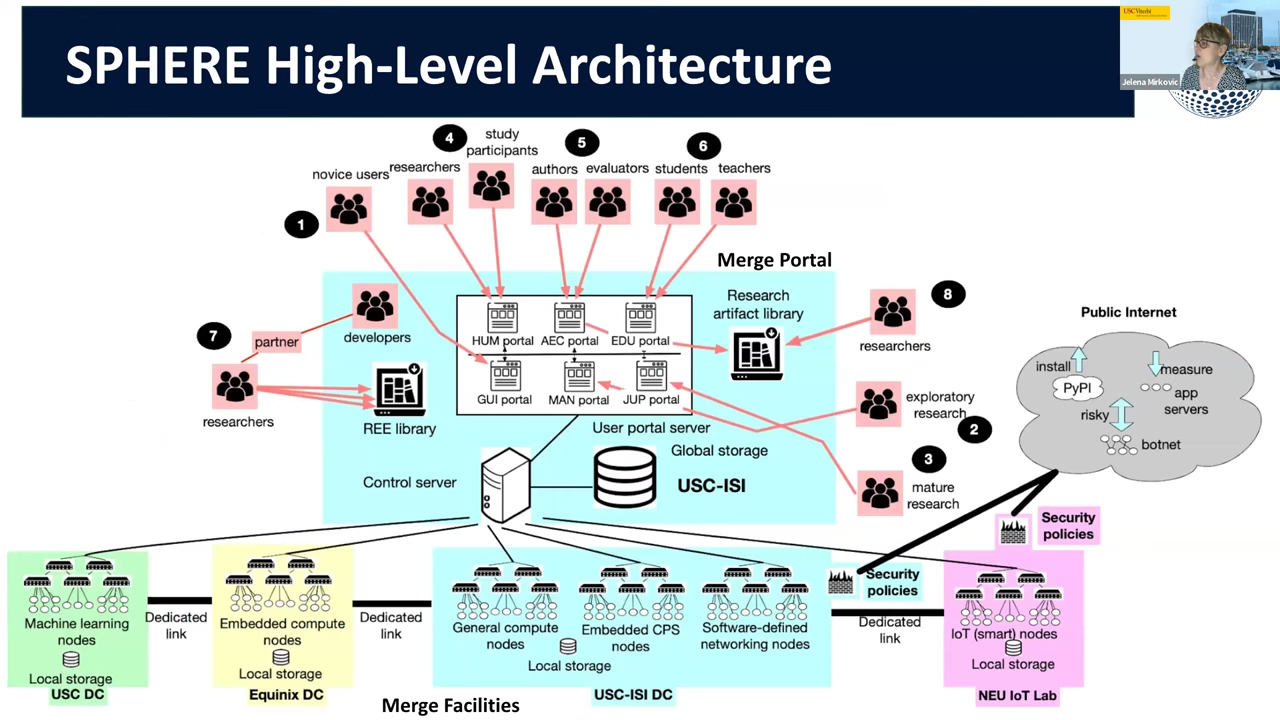 SPHERE High-Level Architecture
USC Viterbi
Jelena Mirkovic
4
study
participants
5
6
novice users
researchers
authors
evaluators
students
teachers
1
Merge Portal
Research
artifact library
8
Public Internet
7
partner
developers
HUM portal
AEC portal
EDU portal
researchers
install
measure
PyPI
app
servers
GUI portal
MAN portal
JUP portal
exploratory
research
2
risky
botnet
researchers
REE library
User portal server
Global storage
Control server
USC-ISI
3
mature
research
Security
policies
Security
policies
Machine learning
nodes
Local storage
USC DC
Dedicated
link
Embedded compute
nodes
Local storage
Equinix DC
Dedicated
link
General compute
nodes
Embedded CPS
nodes
Software-defined
networking nodes
Local storage
USC-ISI DC
Dedicated
link
IoT (smart) nodes
Local storage
NEU IoT Lab
Merge Facilities